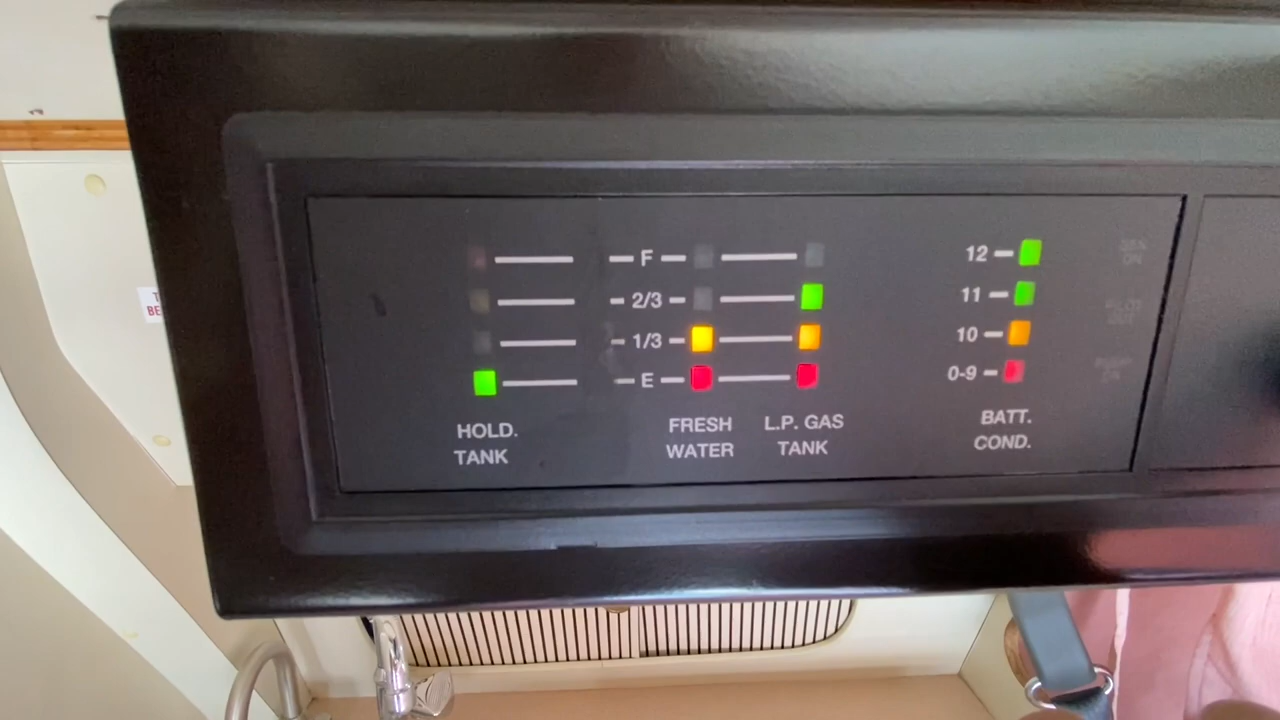 F
2/3
1/3
E
HOLD.
TANK
FRESH
WATER
L.P. GAS
TANK
12
11
10
0-9
BATT.
COND.